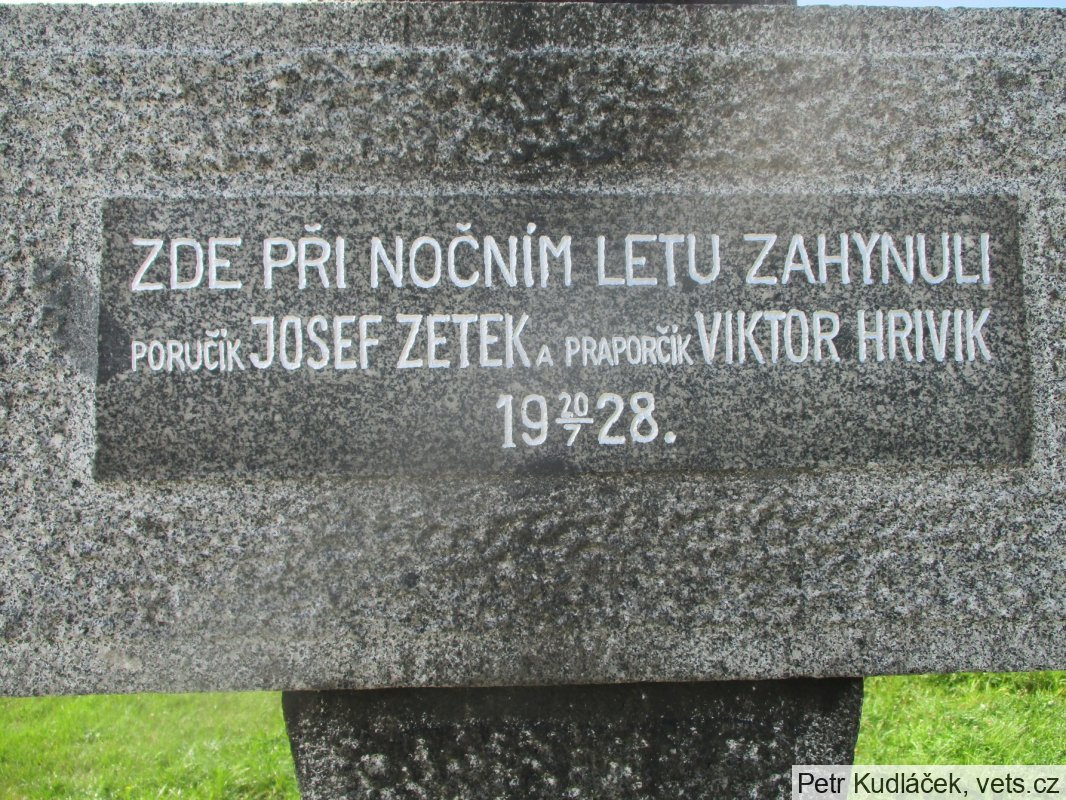 ZDE PŘI NOČNÍM LETU ZAHYNULI
PORUČÍK JOSEF ZETEK A PRAPORČÍK VIKTOR HRIVIK
19 20/7 28.
Petr Kudláček, vets.cz